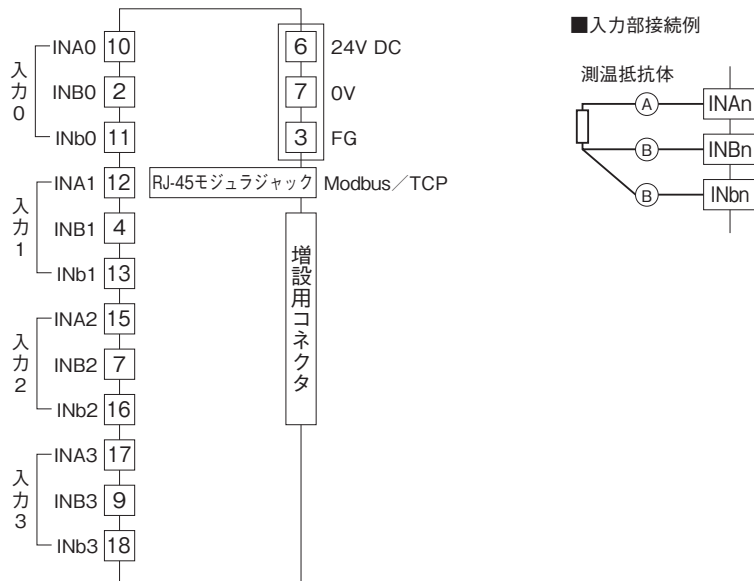 入力0
INA0 10
INB0 2
INb0 11
入力1
INA1 12
INB1 4
INb1 13
入力2
INA2 15
INB2 7
INb2 16
入力3
INA3 17
INB3 9
INb3 18
6 24V DC
7 0V
3 FG
RJ-45モジュラジャック Modbus／TCP
増設用コネクタ
■入力部接続例
測温抵抗体
A INAn
B INBn
B INbn